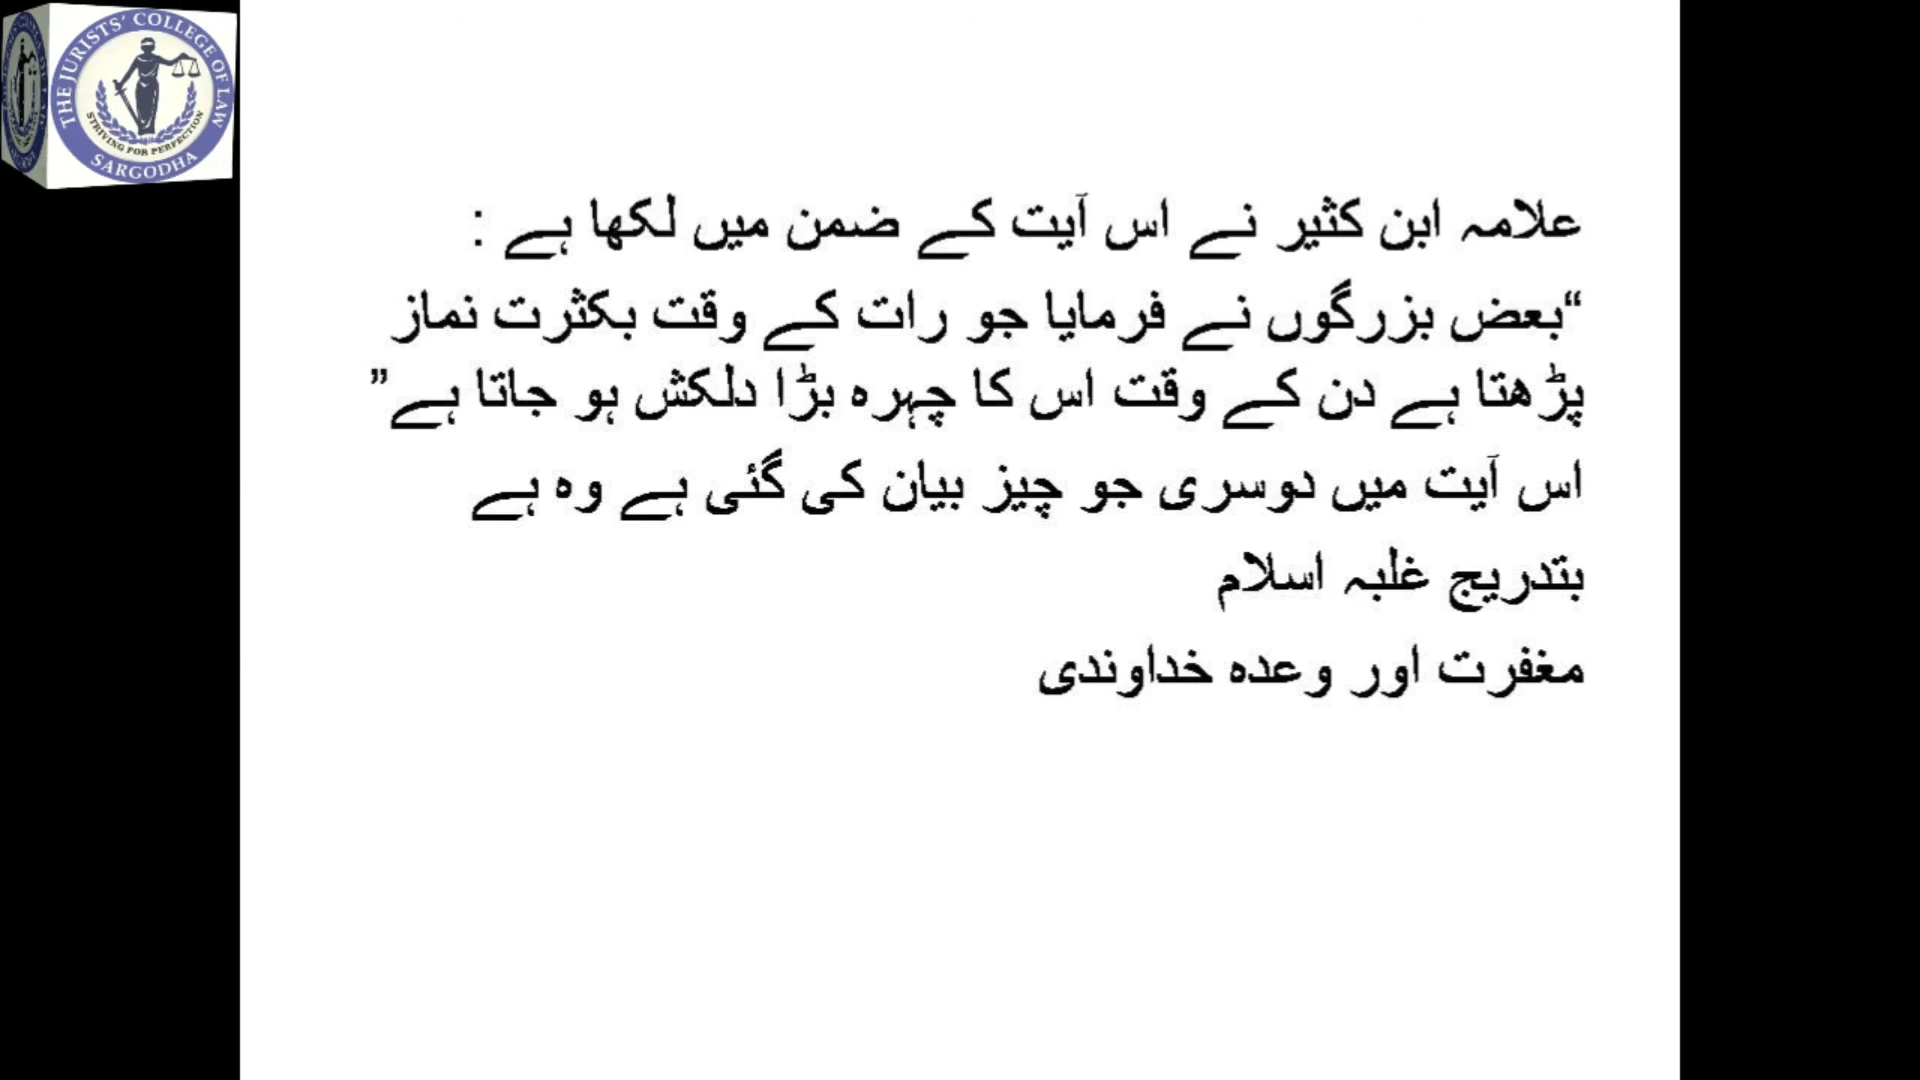 THE JURISTS' COLLEGE OF LAW
STRIVING FOR PERFECTION
SARGODHA
علامہ ابن کثیر نے اس آیت کے ضمن میں لکھا ہے :
“بعض بزرگوں نے فرمایا جو رات کے وقت بکثرت نماز
پڑھتا ہے دن کے وقت اس کا چہرہ بڑا دلکش ہو جاتا ہے”
اس آیت میں دوسری جو چیز بیان کی گئی ہے وہ ہے
بتدریج غلبہ اسلام
مغفرت اور وعدہ خداوندی